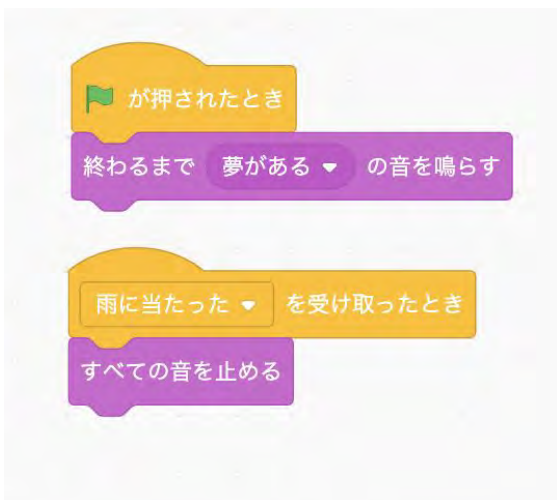 が押されたとき
終わるまで 夢がある の音を鳴らす
雨に当たった を受け取ったとき
すべての音を止める